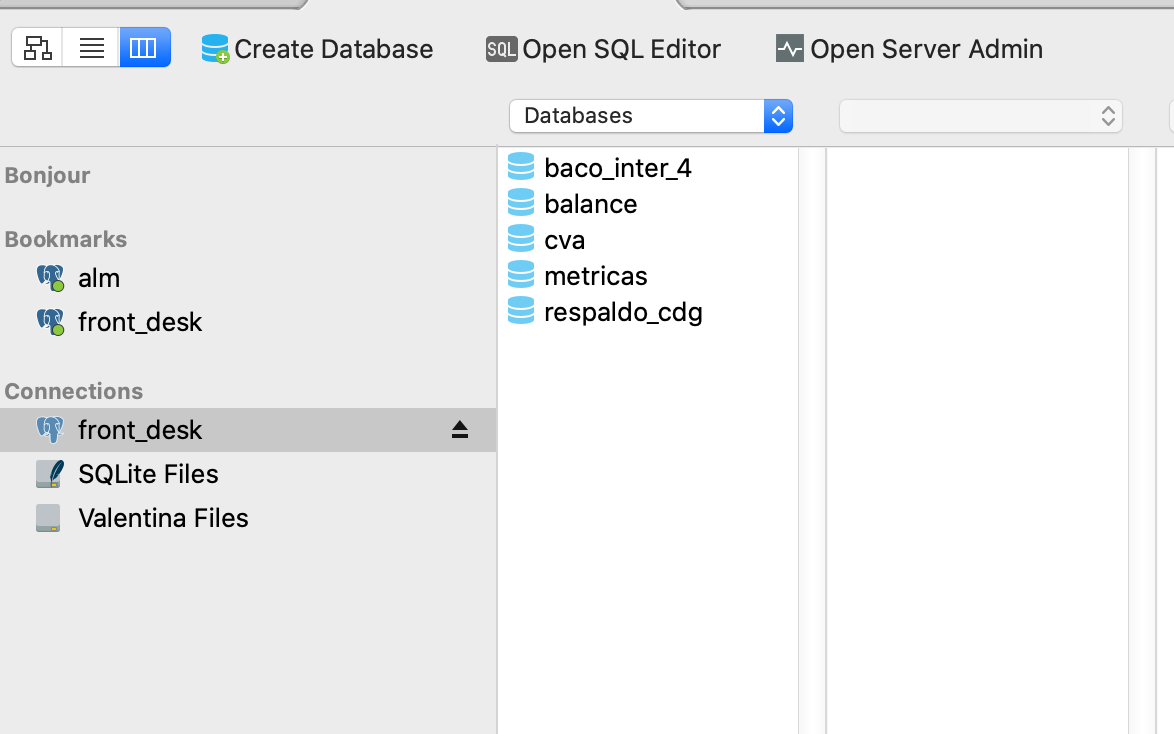 Create Database
SQL Open SQL Editor
Open Server Admin
Databases
Bonjour
Bookmarks
alm
front_desk
Connections
front_desk
SQLite Files
Valentina Files
baco_inter_4
balance
cva
metricas
respaldo_cdg